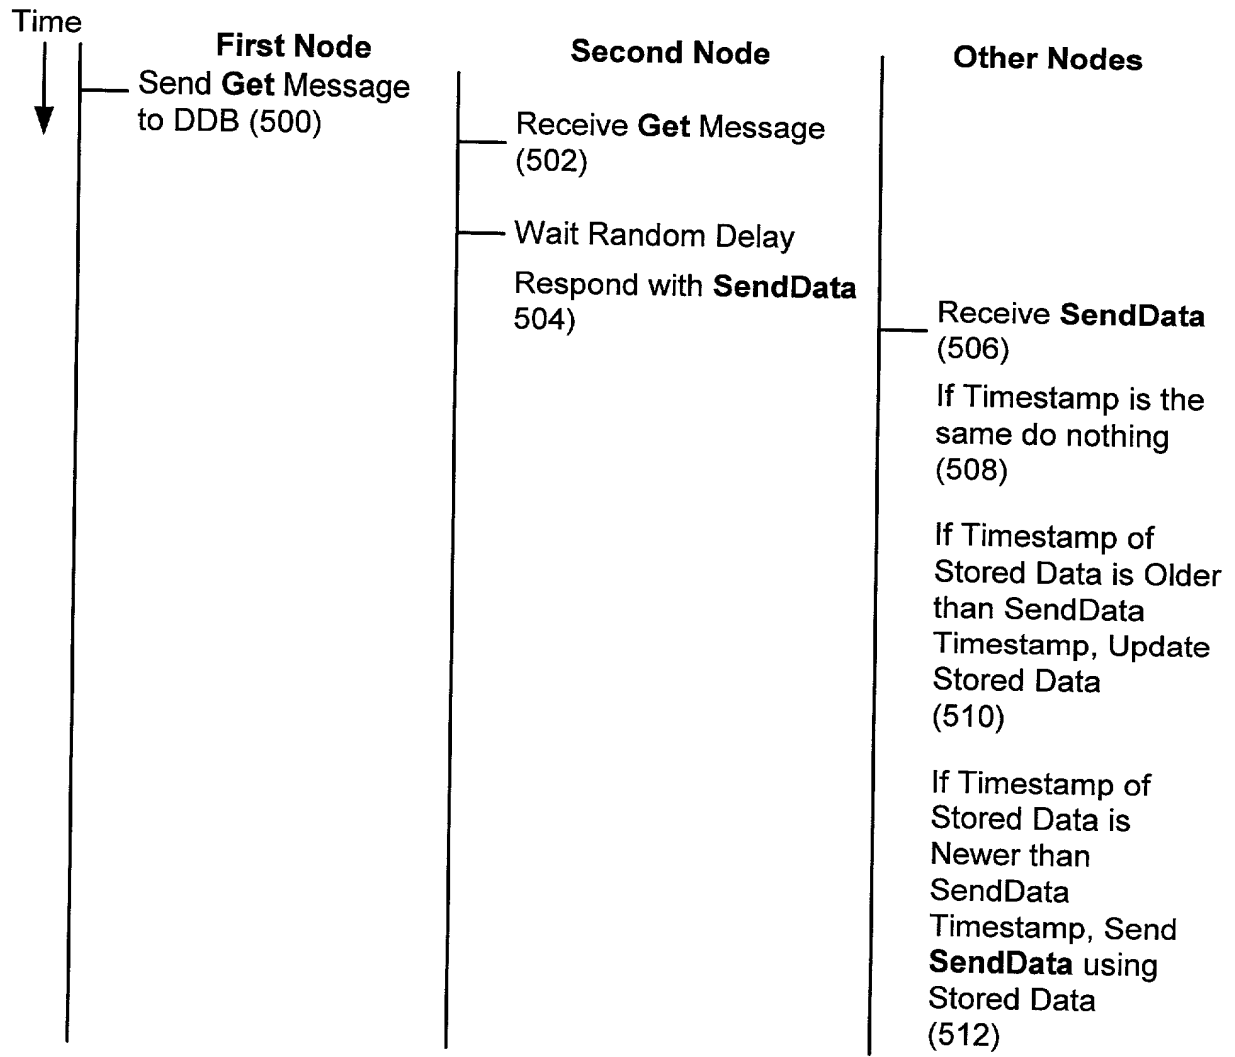 Time
First Node
Send Get Message
to DDB (500)
Second Node
Receive Get Message
(502)
Wait Random Delay
Respond with SendData
504)
Other Nodes
Receive SendData
(506)
If Timestamp is the
same do nothing
(508)
If Timestamp of
Stored Data is Older
than SendData
Timestamp, Update
Stored Data
(510)
If Timestamp of
Stored Data is
Newer than
SendData
Timestamp, Send
SendData using
Stored Data
(512)